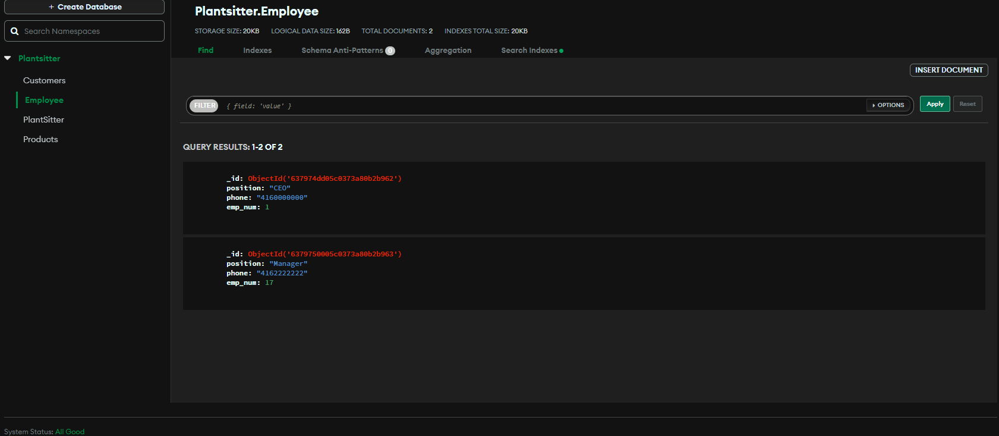 + Create Database
Search Namespaces
Plantsitter
Customers
Employee
PlantSitter
Products
Plantsitter.Employee
STORAGE SIZE: 20KB LOGICAL DATA SIZE: 162B TOTAL DOCUMENTS: 2 INDEXES TOTAL SIZE: 20KB
Find Indexes Schema Anti-Patterns 0 Aggregation Search Indexes
INSERT DOCUMENT
FILTER { field: 'value' } OPTIONS Apply Reset
QUERY RESULTS: 1-2 OF 2
_id: ObjectId('637974dd05c0373a80b2b962')
position: "CEO"
phone: "4160000000"
emp_num: 1
_id: ObjectId('6379750005c0373a80b2b963')
position: "Manager"
phone: "4162222222"
emp_num: 17
System Status: All Good